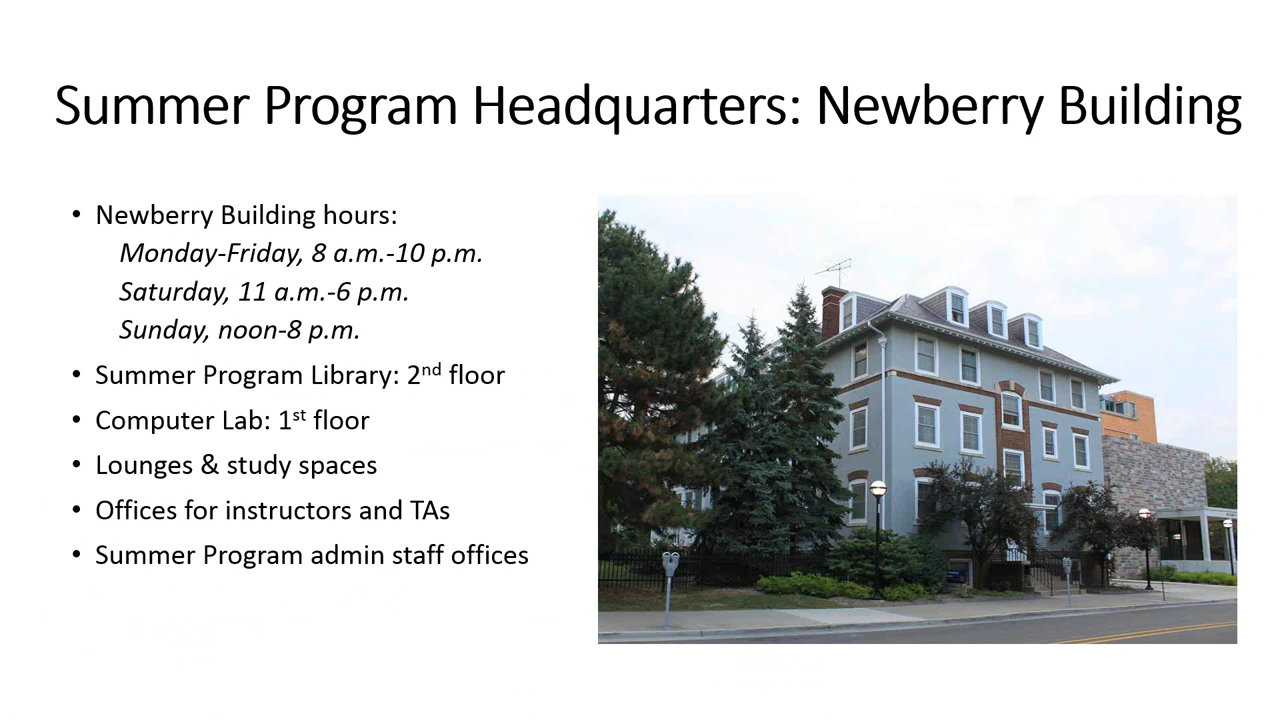 Summer Program Headquarters: Newberry Building
• Newberry Building hours:
Monday-Friday, 8 a.m.-10 p.m.
Saturday, 11 a.m.-6 p.m.
Sunday, noon-8 p.m.
• Summer Program Library: 2nd floor
• Computer Lab: 1st floor
• Lounges & study spaces
• Offices for instructors and TAs
• Summer Program admin staff offices